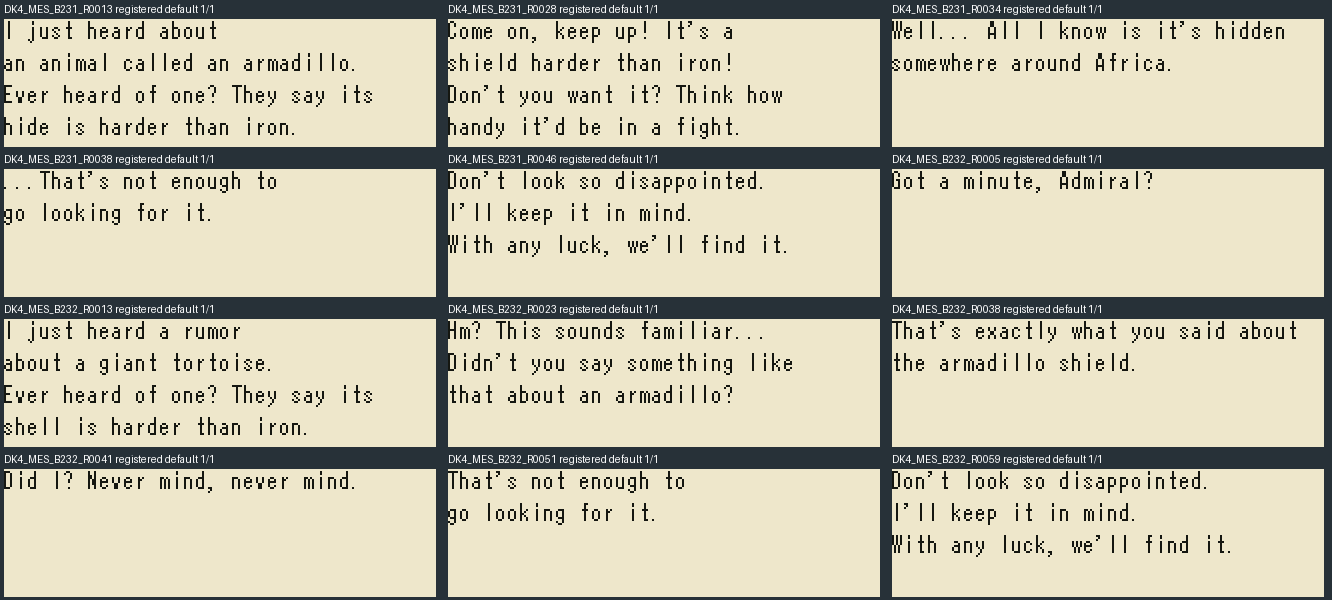 DK4_MES_B231_R0013 registered default 1/1
I just heard about
an animal called an armadillo.
Ever heard of one? They say its
hide is harder than iron.
DK4_MES_B231_R0028 registered default 1/1
Come on, keep up! It's a
shield harder than iron!
Don't you want it? Think how
handy it'd be in a fight.
DK4_MES_B231_R0034 registered default 1/1
Well... All I know is it's hidden
somewhere around Africa.
DK4_MES_B231_R0038 registered default 1/1
...That's not enough to
go looking for it.
DK4_MES_B231_R0046 registered default 1/1
Don't look so disappointed.
I'll keep it in mind.
With any luck, we'll find it.
DK4_MES_B232_R0005 registered default 1/1
Got a minute, Admiral?
DK4_MES_B232_R0013 registered default 1/1
I just heard a rumor
about a giant tortoise.
Ever heard of one? They say its
shell is harder than iron.
DK4_MES_B232_R0023 registered default 1/1
Hm? This sounds familiar...
Didn't you say something like
that about an armadillo?
DK4_MES_B232_R0038 registered default 1/1
That's exactly what you said about
the armadillo shield.
DK4_MES_B232_R0041 registered default 1/1
Did I? Never mind, never mind.
DK4_MES_B232_R0051 registered default 1/1
That's not enough to
go looking for it.
DK4_MES_B232_R0059 registered default 1/1
Don't look so disappointed.
I'll keep it in mind.
With any luck, we'll find it.